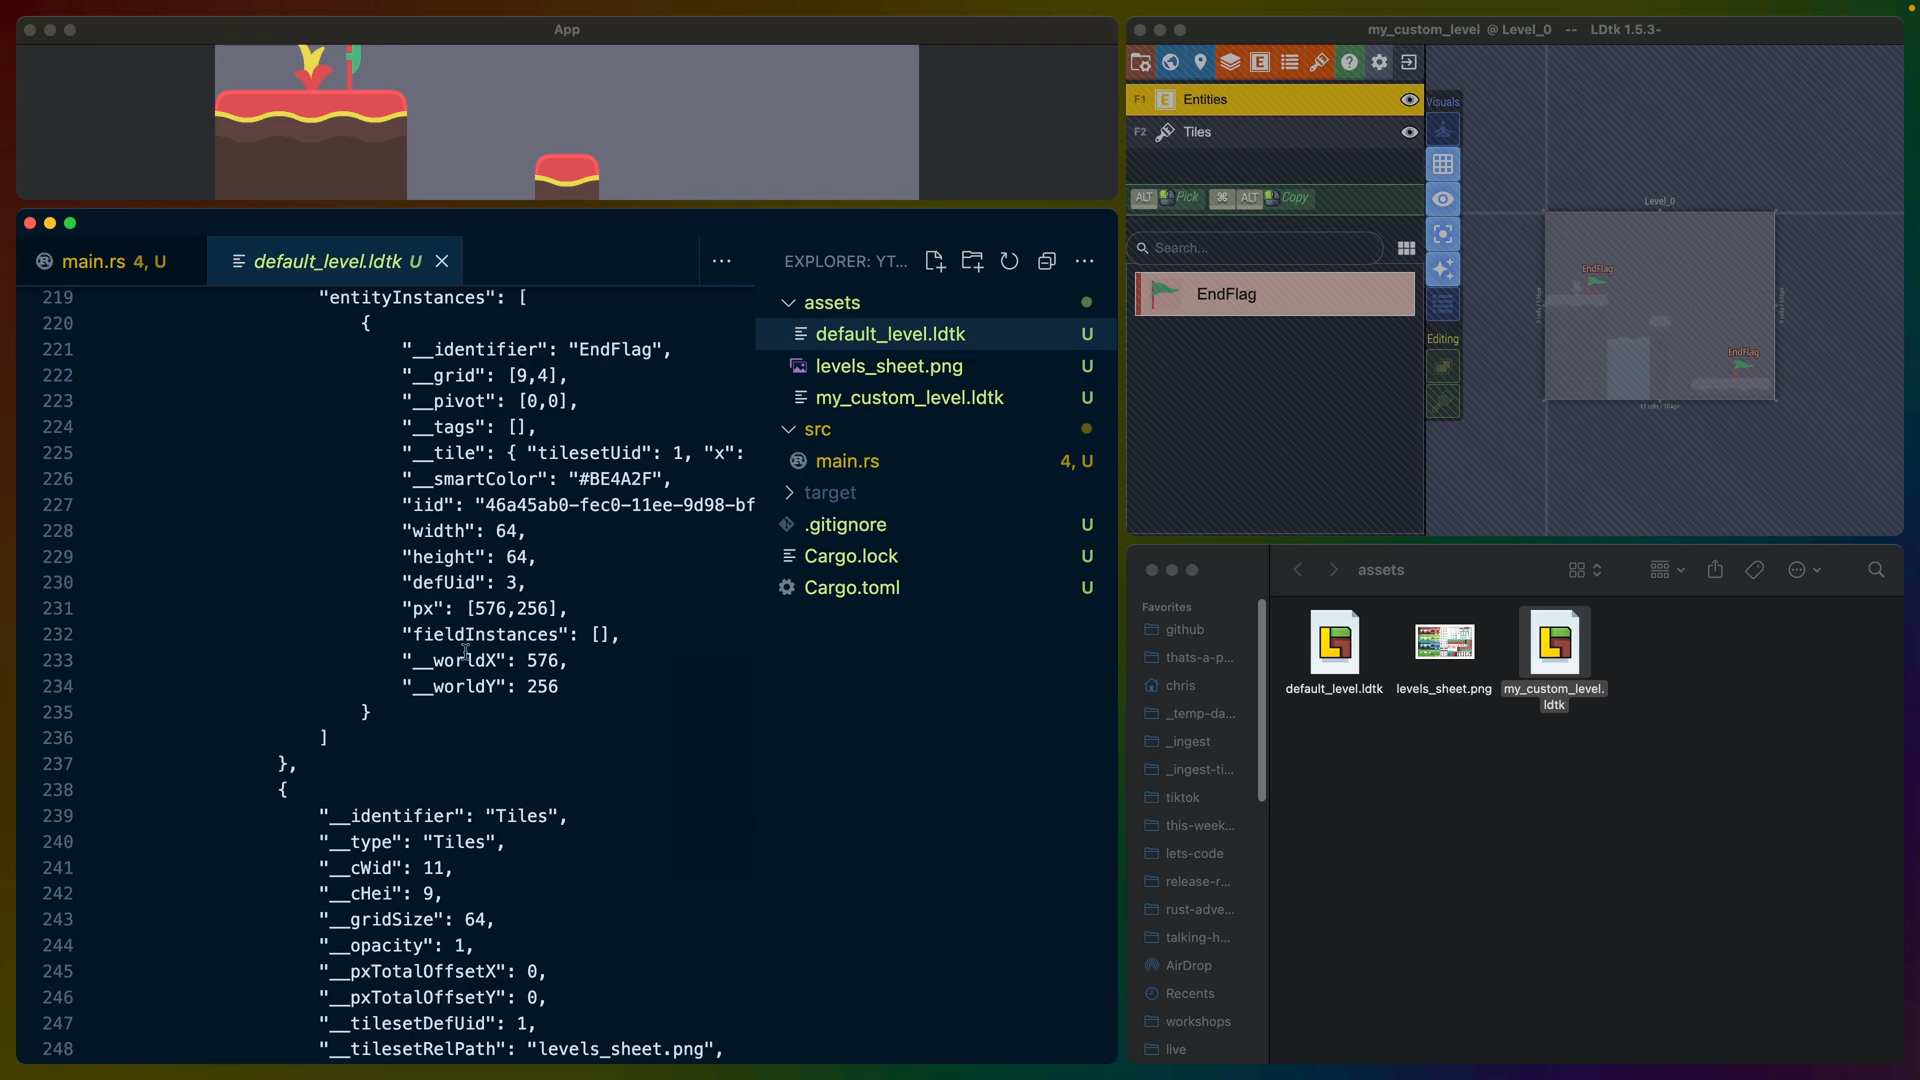 App
main.rs 4, U
default_level.ldtk U
219 "entityInstances": [
220 {
221 "__identifier": "EndFlag",
222 "__grid": [9,4],
223 "__pivot": [0,0],
224 "__tags": [],
225 "__tile": { "tilesetUid": 1, "x":
226 "__smartColor": "#BE4A2F",
227 "iid": "46a45ab0-fec0-11ee-9d98-bf
228 "width": 64,
229 "height": 64,
230 "defUid": 3,
231 "px": [576,256],
232 "fieldInstances": [],
233 "__worldX": 576,
234 "__worldY": 256
235 }
236 ]
237 },
238 {
239 "__identifier": "Tiles",
240 "__type": "Tiles",
241 "__cWid": 11,
242 "__cHei": 9,
243 "__gridSize": 64,
244 "__opacity": 1,
245 "__pxTotalOffsetX": 0,
246 "__pxTotalOffsetY": 0,
247 "__tilesetDefUid": 1,
248 "__tilesetRelPath": "levels_sheet.png",
EXPLORER: YT...
assets
default_level.ldtk U
levels_sheet.png U
my_custom_level.ldtk U
src
main.rs 4, U
target
.gitignore U
Cargo.lock U
Cargo.toml U
my_custom_level @ Level_0 -- LDtk 1.5.3-
F1 E Entities
F2 Tiles
ALT Pick ⌘ ALT Copy
Search...
EndFlag
Visuals
Editing
Level_0
EndFlag
EndFlag
assets
Favorites
github
thats-a-p...
chris
_temp-da...
_ingest
_ingest-ti...
tiktok
this-week...
lets-code
release-r...
rust-adve...
talking-h...
AirDrop
Recents
workshops
live
default_level.ldtk
levels_sheet.png
my_custom_level.
ldtk